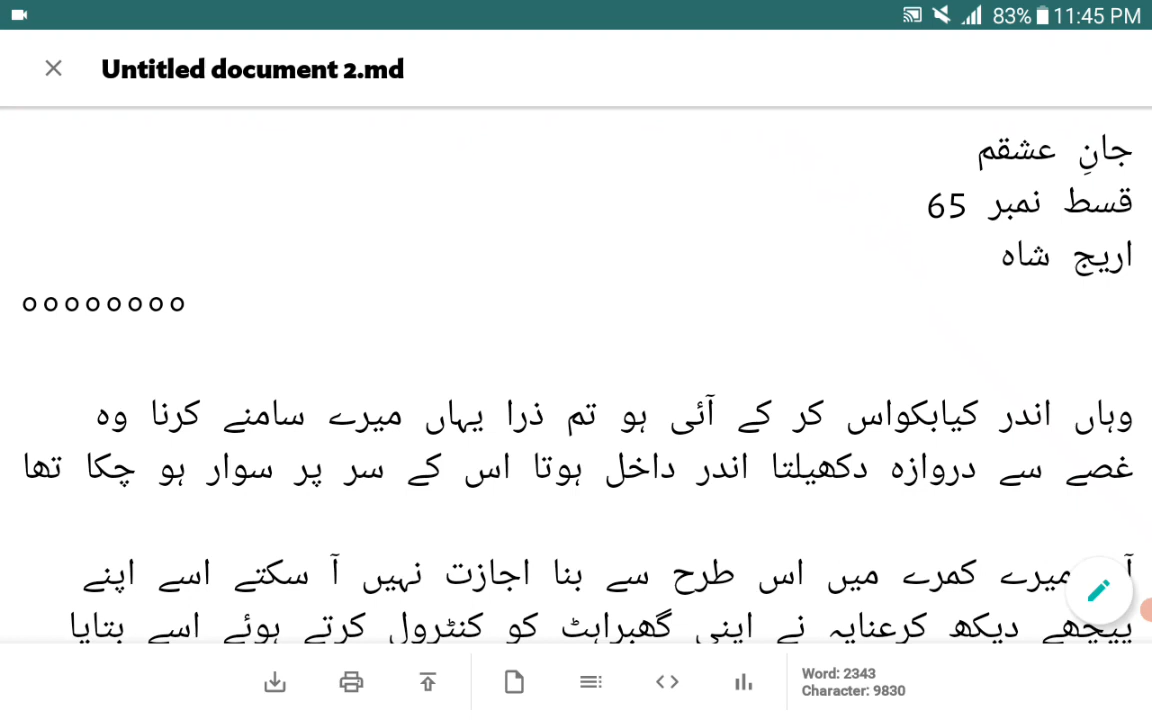 83% 11:45 PM
Untitled document 2.md
جانِ عشقم
قسط نمبر 65
اریج شاہ
oooooooo
وہاں اندر کیابکواس کر کے آئی ہو تم ذرا یہاں میرے سامنے کرنا وہ
غصے سے دروازہ دکھیلتا اندر داخل ہوتا اس کے سر پر سوار ہو چکا تھا
میرے کمرے میں اس طرح سے بنا اجازت نہیں آ سکتے اسے اپنے
پیچھے دیکھ کرعنایہ نے اپنی گھبراہٹ کو کنٹرول کرتے ہوئے اسے بتایا
Word: 2343
Character: 9830